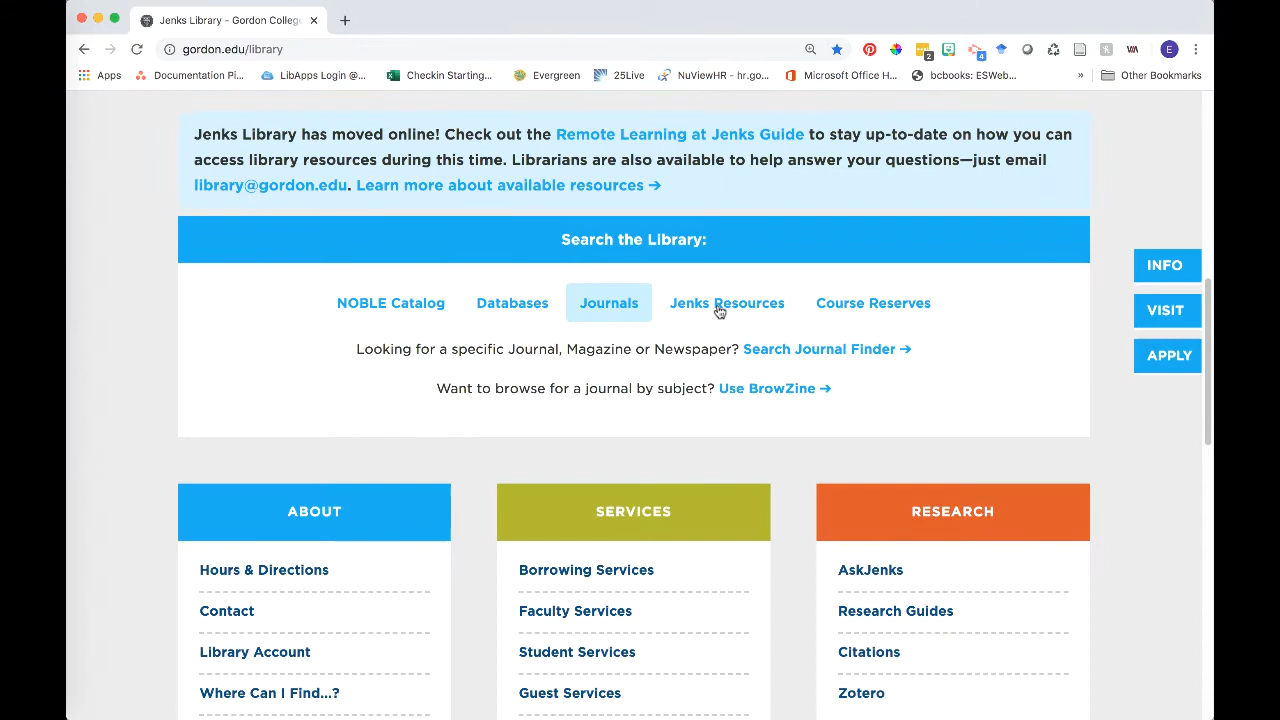 Jenks Library - Gordon College
gordon.edu/library
2
4
E
Apps
Documentation Pl...
LibApps Login @...
Checkin Starting...
Evergreen
25Live
NuViewHR - hr.go...
Microsoft Office H...
bcbooks: ESWeb...
»
Other Bookmarks
Jenks Library has moved online! Check out the Remote Learning at Jenks Guide to stay up-to-date on how you can
access library resources during this time. Librarians are also available to help answer your questions—just email
library@gordon.edu. Learn more about available resources →
Search the Library:
NOBLE Catalog
Databases
Journals
Jenks Resources
Course Reserves
Looking for a specific Journal, Magazine or Newspaper? Search Journal Finder →
Want to browse for a journal by subject? Use BrowZine →
INFO
VISIT
APPLY
ABOUT
Hours & Directions
Contact
Library Account
Where Can I Find...?
SERVICES
Borrowing Services
Faculty Services
Student Services
Guest Services
RESEARCH
AskJenks
Research Guides
Citations
Zotero